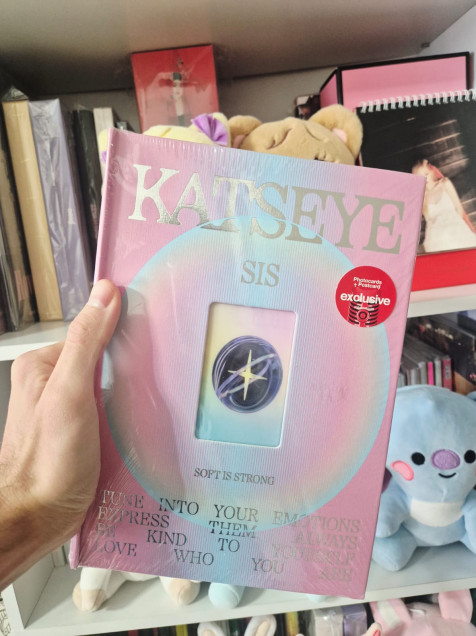 KATSEYE
SIS
Photocards
+ Postcard
exclusive
SOFT IS STRONG
TUNE INTO YOUR EMOTIONS
EXPRESS THEM
BE KIND TO YOURSELF
LOVE WHO YOU ARE